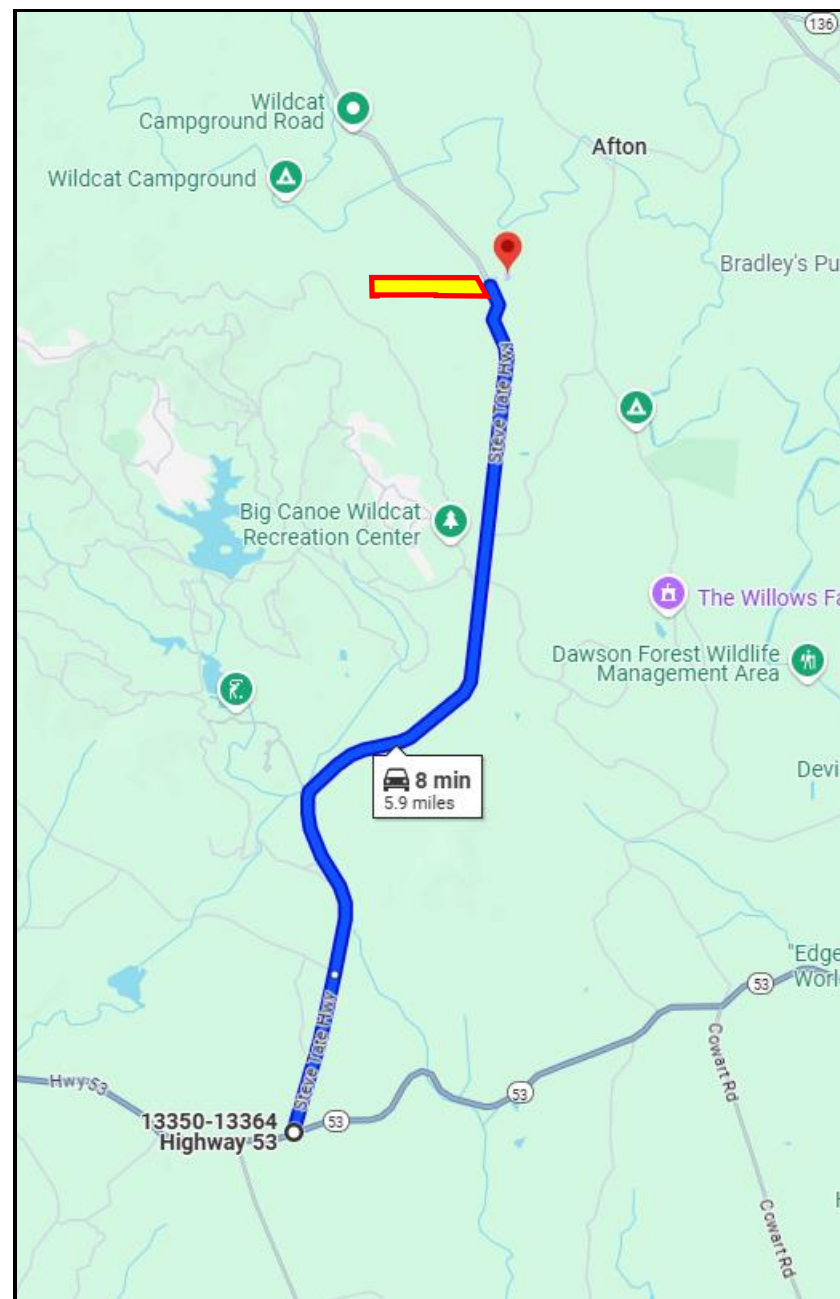 136
Wildcat
Campground Road
Afton
Wildcat Campground
Bradley's Pu
Steve Tate Hwy
Big Canoe Wildcat
Recreation Center
The Willows Fa
Dawson Forest Wildlife
Management Area
8 min
5.9 miles
Devi
"Edge
Worl
53
Steve Tate Hwy
Cowart Rd
Hwy 53
53
13350-13364
Highway 53
53
H
Cowart Rd